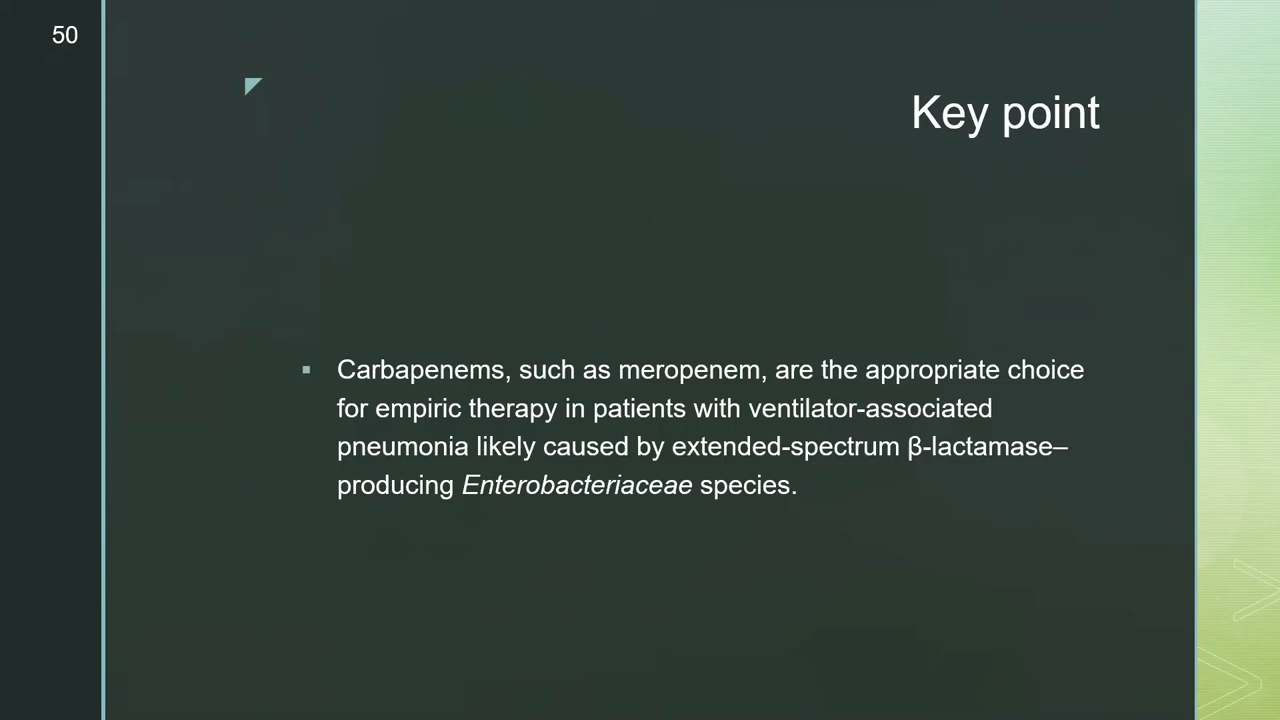 50
Key point
▪ Carbapenems, such as meropenem, are the appropriate choice
for empiric therapy in patients with ventilator-associated
pneumonia likely caused by extended-spectrum β-lactamase–
producing Enterobacteriaceae species.